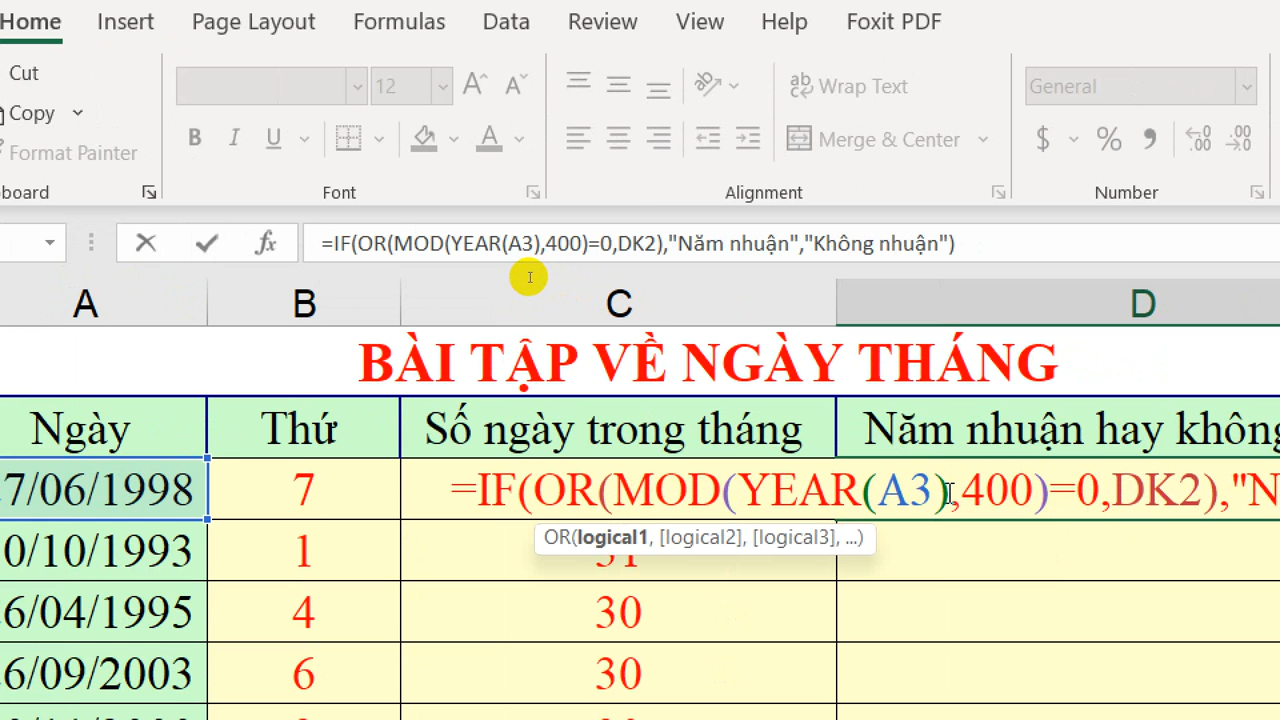 Home Insert Page Layout Formulas Data Review View Help Foxit PDF
Cut
Copy
Format Painter
12
Wrap Text
General
B I U
Merge & Center
$ % 9
board Font Alignment Number
=IF(OR(MOD(YEAR(A3),400)=0,DK2),"Năm nhuận","Không nhuận")
A B C D
BÀI TẬP VỀ NGÀY THÁNG
Ngày Thứ Số ngày trong tháng Năm nhuận hay không
7/06/1998 7 =IF(OR(MOD(YEAR(A3),400)=0,DK2),"N
OR(logical1, [logical2], [logical3], ...)
0/10/1993 1
6/04/1995 4 30
6/09/2003 6 30